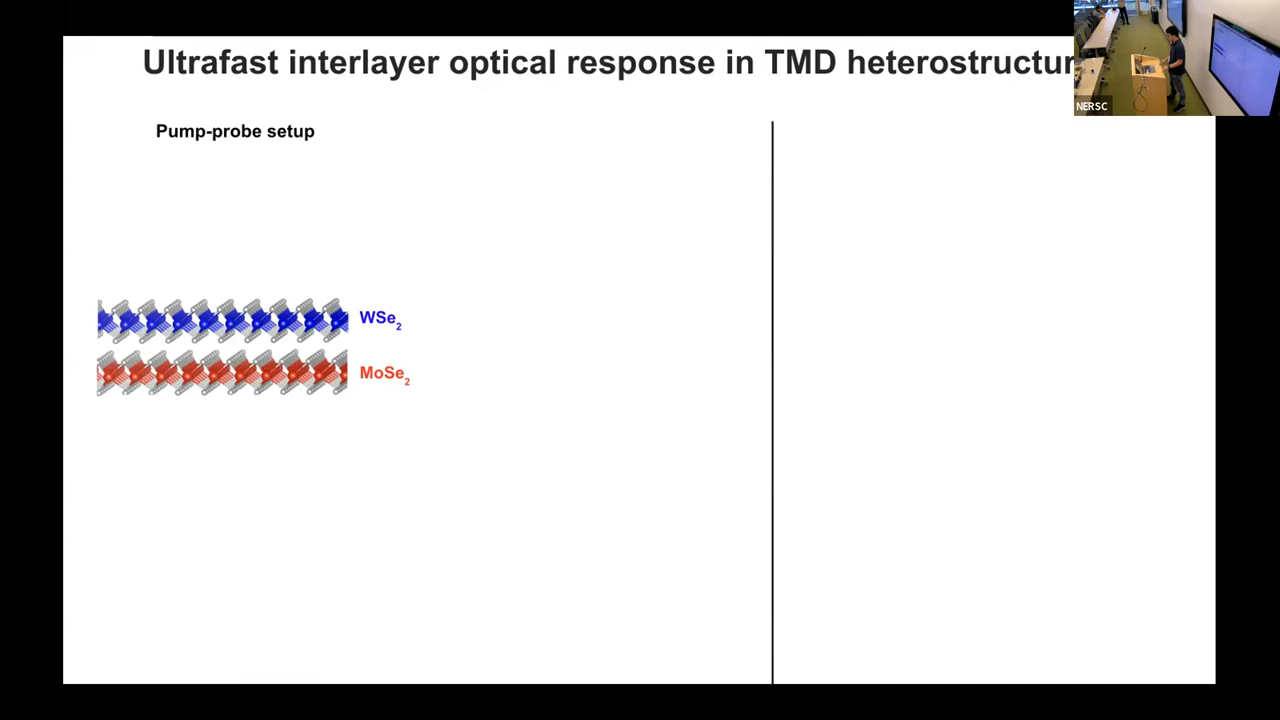 Ultrafast interlayer optical response in TMD heterostructur
NERSC
Pump-probe setup
WSe2
MoSe2